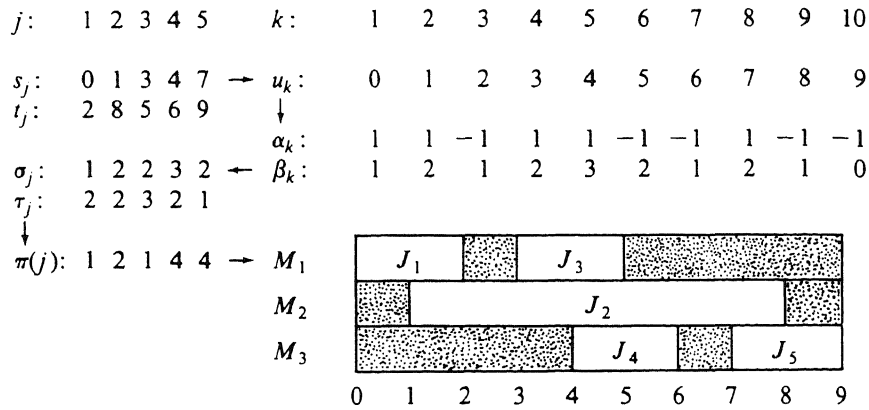 j: 1 2 3 4 5 k: 1 2 3 4 5 6 7 8 9 10
s_j: 0 1 3 4 7 → u_k: 0 1 2 3 4 5 6 7 8 9
t_j: 2 8 5 6 9 ↓
α_k: 1 1 −1 1 1 −1 −1 1 −1 −1
σ_j: 1 2 2 3 2 ← β_k: 1 2 1 2 3 2 1 2 1 0
τ_j: 2 2 3 2 1
↓
π(j): 1 2 1 4 4 → M_1 J_1 J_3
M_2 J_2
M_3 J_4 J_5
0 1 2 3 4 5 6 7 8 9